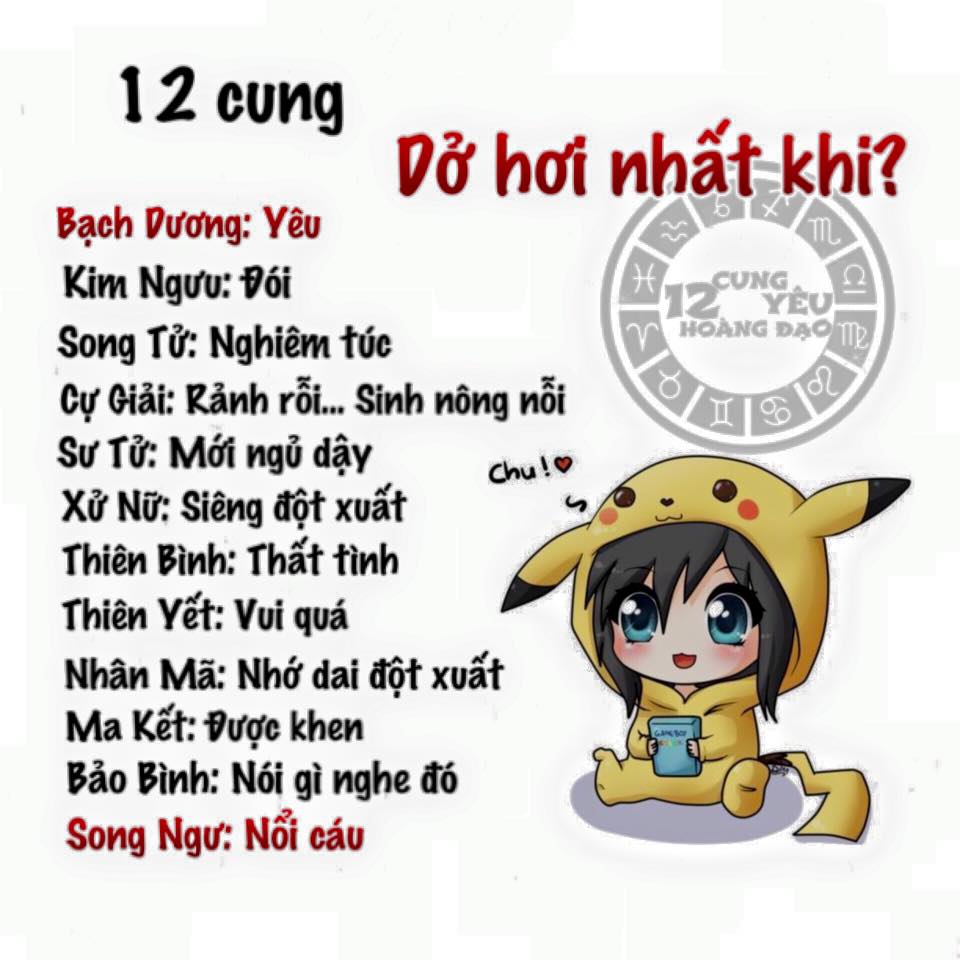 12 cung
Dở hơi nhất khi?
Bạch Dương: Yêu
Kim Ngưu: Đói
Song Tử: Nghiêm túc
Cự Giải: Rảnh rỗi... Sinh nông nỗi
Sư Tử: Mới ngủ dậy
Xử Nữ: Siêng đột xuất
Thiên Bình: Thất tình
Thiên Yết: Vui quá
Nhân Mã: Nhớ dai đột xuất
Ma Kết: Được khen
Bảo Bình: Nói gì nghe đó
Song Ngư: Nổi cáu
12 CUNG YÊU
HOÀNG ĐẠO
Chu!
GAMEBOY